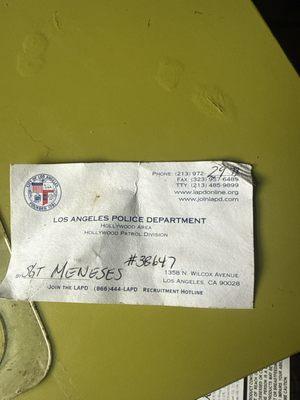 PHONE: (213) 972-
FAX: (323) 957-6489
TTY: (213) 485-9899
www.lapdonline.org
www.joinlapd.com
LOS ANGELES POLICE DEPARTMENT
HOLLYWOOD AREA
HOLLYWOOD PATROL DIVISION
SGT MENESES #38647
1358 N. WILCOX AVENUE
LOS ANGELES, CA 90028
JOIN THE LAPD (866)444-LAPD RECRUITMENT HOTLINE